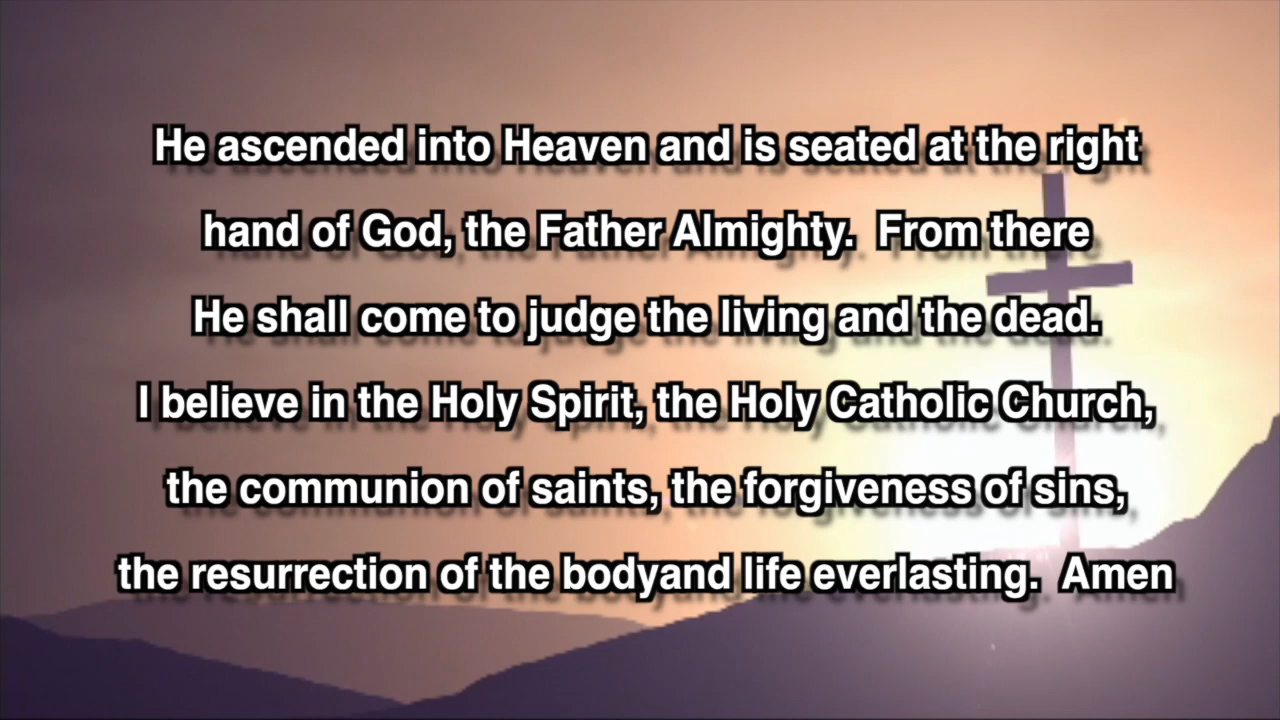 He ascended into Heaven and is seated at the right
hand of God, the Father Almighty.  From there
He shall come to judge the living and the dead.
I believe in the Holy Spirit, the Holy Catholic Church,
the communion of saints, the forgiveness of sins,
the resurrection of the bodyand life everlasting.  Amen